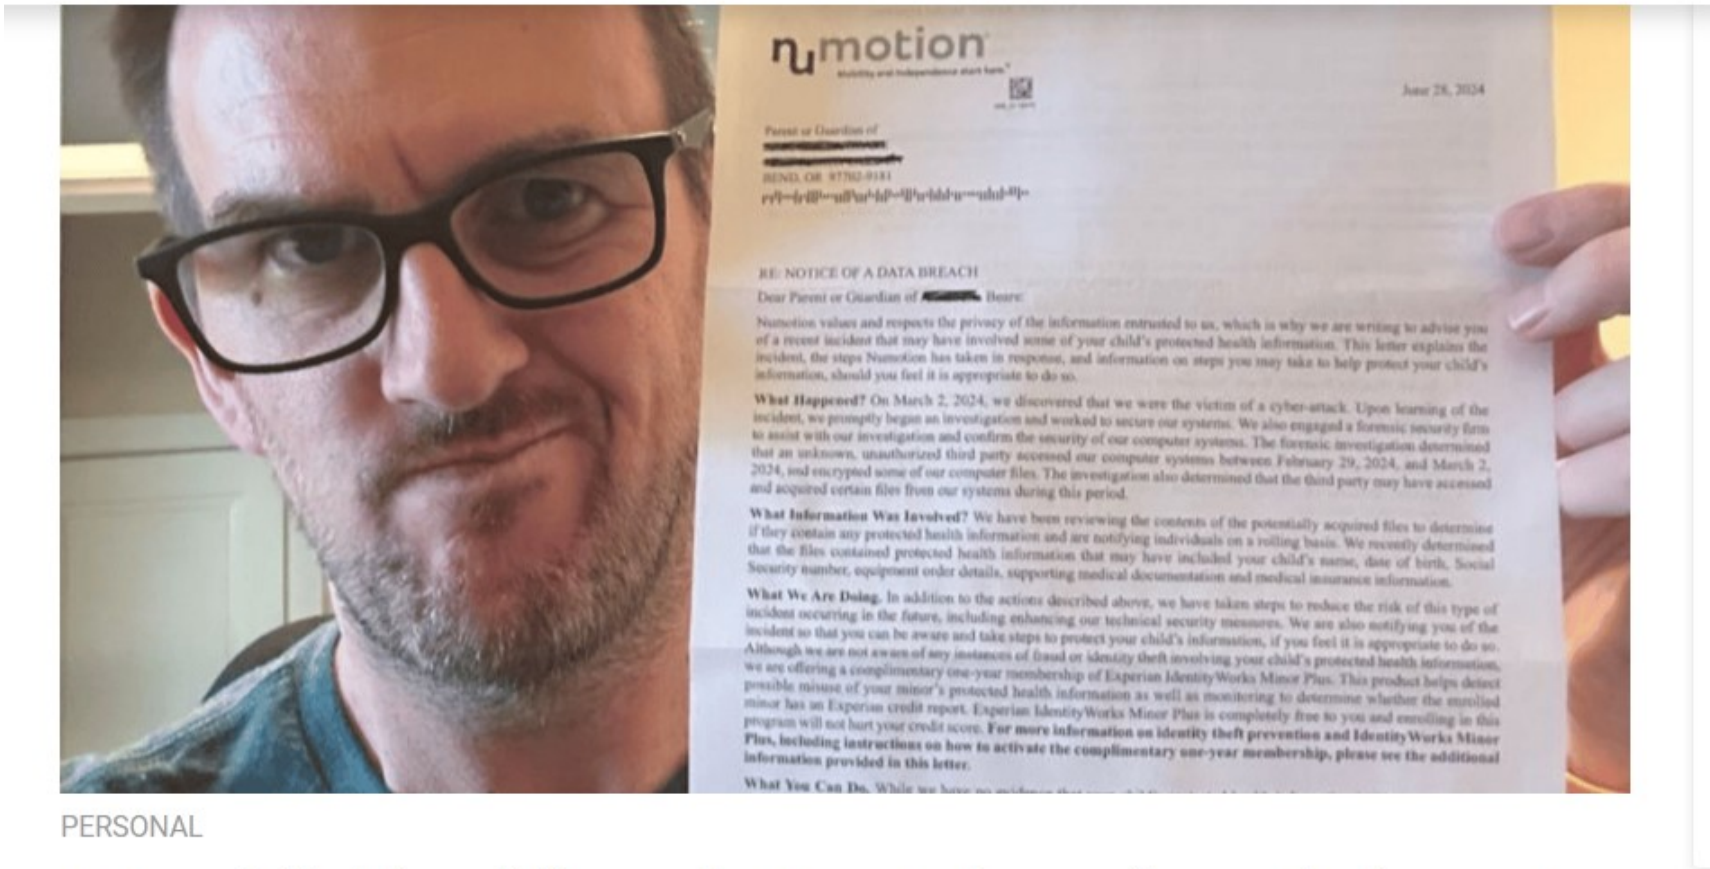 numotion
Mobility and Independence start here.
June 28, 2024
Parent or Guardian of
BEND, OR 97702-9181
RE: NOTICE OF A DATA BREACH
Dear Parent or Guardian of Beare:
Numotion values and respects the privacy of the information entrusted to us, which is why we are writing to advise you
of a recent incident that may have involved some of your child's protected health information. This letter explains the
incident, the steps Numotion has taken in response, and information on steps you may take to help protect your child's
information, should you feel it is appropriate to do so.
What Happened? On March 2, 2024, we discovered that we were the victim of a cyber-attack. Upon learning of the
incident, we promptly began an investigation and worked to secure our systems. We also engaged a forensic security firm
to assist with our investigation and confirm the security of our computer systems. The forensic investigation determined
that an unknown, unauthorized third party accessed our computer systems between February 29, 2024, and March 2,
2024, and encrypted some of our computer files. The investigation also determined that the third party may have accessed
and acquired certain files from our systems during this period.
What Information Was Involved? We have been reviewing the contents of the potentially acquired files to determine
if they contain any protected health information and are notifying individuals on a rolling basis. We recently determined
that the files contained protected health information that may have included your child's name, date of birth, Social
Security number, equipment order details, supporting medical documentation and medical insurance information.
What We Are Doing. In addition to the actions described above, we have taken steps to reduce the risk of this type of
incident occurring in the future, including enhancing our technical security measures. We are also notifying you of the
incident so that you can be aware and take steps to protect your child's information, if you feel it is appropriate to do so.
Although we are not aware of any instances of fraud or identity theft involving your child's protected health information,
we are offering a complimentary one-year membership of Experian IdentityWorks Minor Plus. This product helps detect
possible misuse of your minor's protected health information as well as monitoring to determine whether the enrolled
minor has an Experian credit report. Experian IdentityWorks Minor Plus is completely free to you and enrolling in this
program will not hurt your credit score. For more information on identity theft prevention and IdentityWorks Minor
Plus, including instructions on how to activate the complimentary one-year membership, please see the additional
information provided in this letter.
What You Can Do. While we have no evidence that
PERSONAL